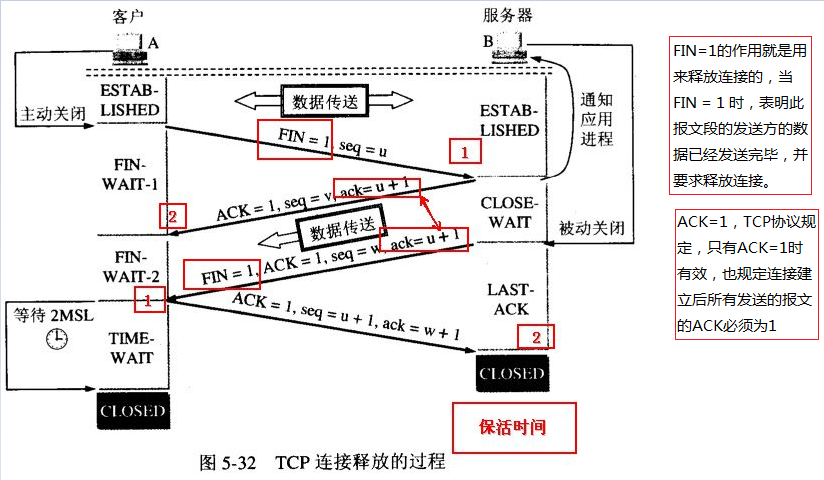 客户
A
服务器
B
ESTAB-
LISHED
主动关闭
数据传送
ESTAB-
LISHED
通知
应用
进程
FIN = 1, seq = u
1
FIN-
WAIT-1
2
ACK = 1, seq = v, ack= u + 1
CLOSE-
WAIT
数据传送
被动关闭
FIN-
WAIT-2
FIN = 1, ACK = 1, seq = w, ack= u + 1
1
等待 2MSL
TIME-
WAIT
ACK = 1, seq = u + 1, ack = w + 1
LAST-
ACK
2
CLOSED
CLOSED
保活时间
图 5-32 TCP 连接释放的过程
FIN=1的作用就是用
来释放连接的，当
FIN = 1 时，表明此
报文段的发送方的数
据已经发送完毕，并
要求释放连接。
ACK=1，TCP协议规
定，只有ACK=1时
有效，也规定连接建
立后所有发送的报文
的ACK必须为1